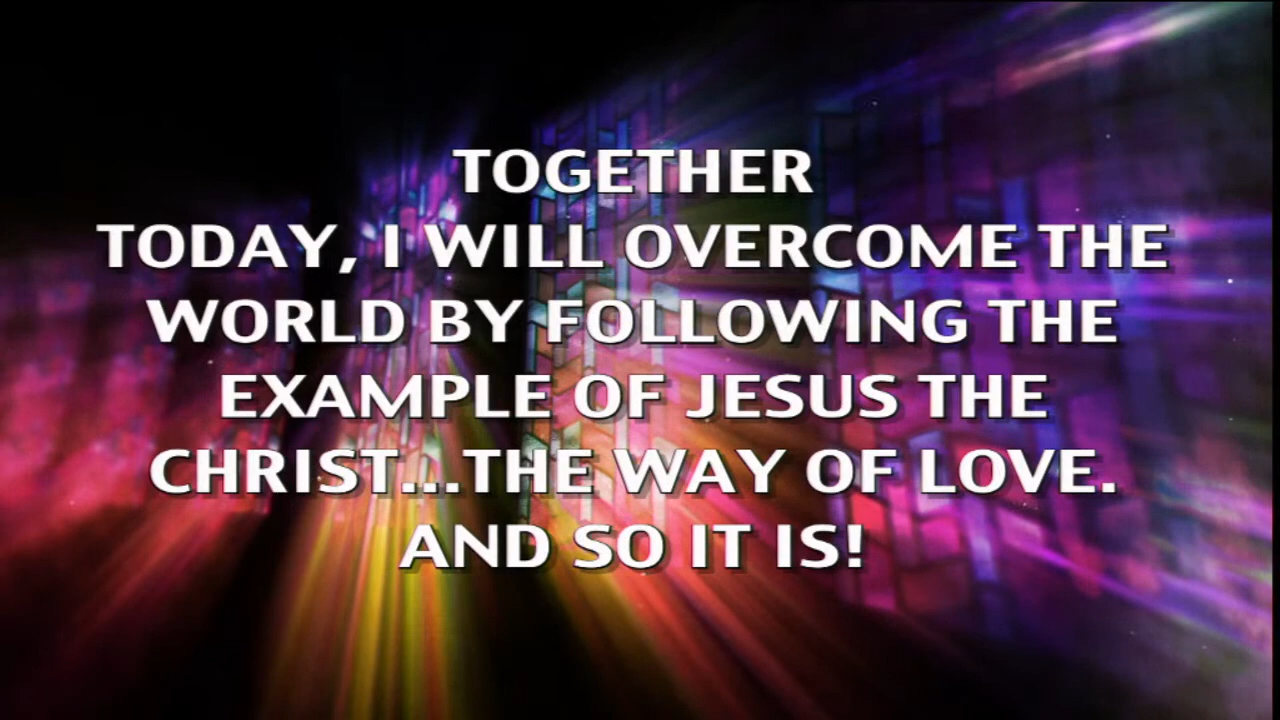 TOGETHER
TODAY, I WILL OVERCOME THE
WORLD BY FOLLOWING THE
EXAMPLE OF JESUS THE
CHRIST...THE WAY OF LOVE.
AND SO IT IS!